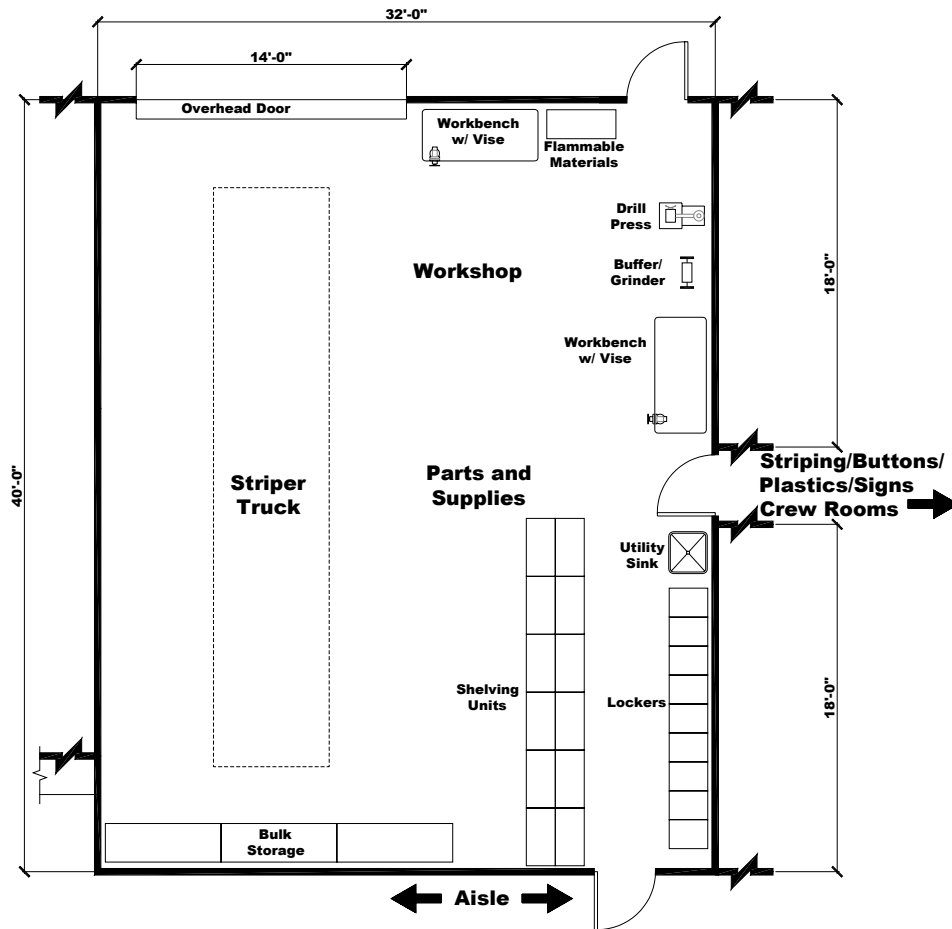 32'-0"
14'-0"
Overhead Door
Workbench
w/ Vise
Flammable
Materials
Drill
Press
Workshop
Buffer/
Grinder
18'-0"
Workbench
w/ Vise
40'-0"
Striper
Truck
Parts and
Supplies
Striping/Buttons/
Plastics/Signs
Crew Rooms
Utility
Sink
Shelving
Units
Lockers
18'-0"
Bulk
Storage
Aisle